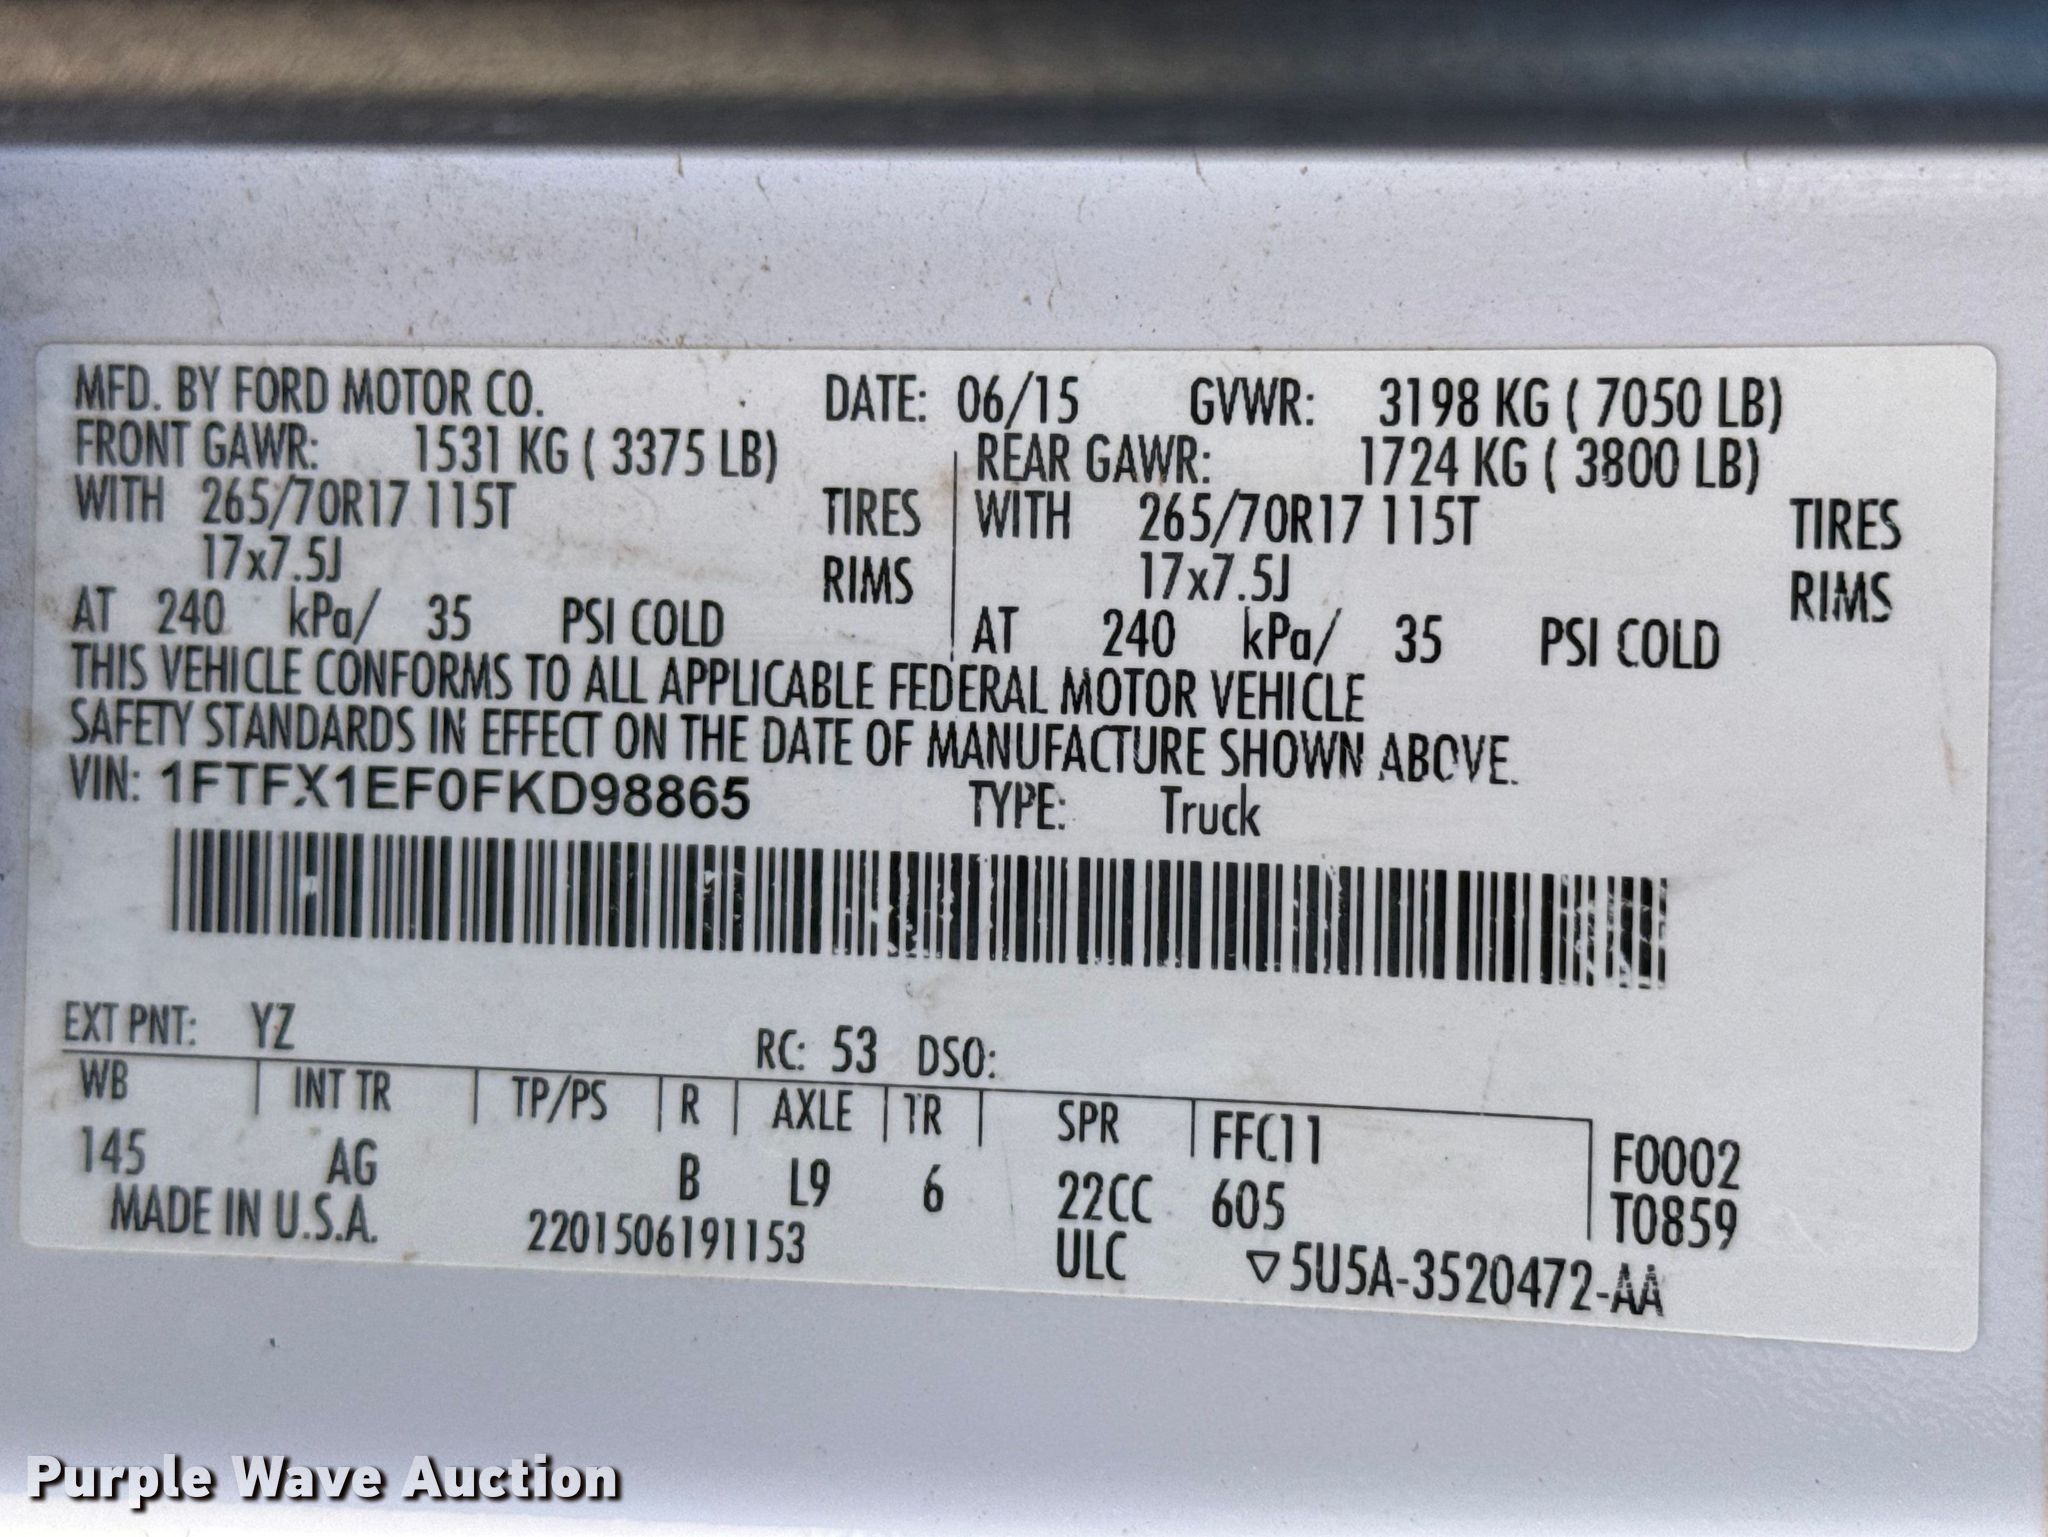 MFD. BY FORD MOTOR CO. DATE: 06/15 GVWR: 3198 KG ( 7050 LB)
FRONT GAWR: 1531 KG ( 3375 LB) REAR GAWR: 1724 KG ( 3800 LB)
WITH 265/70R17 115T TIRES WITH 265/70R17 115T TIRES
17x7.5J RIMS 17x7.5J RIMS
AT 240 kPa/ 35 PSI COLD AT 240 kPa/ 35 PSI COLD
THIS VEHICLE CONFORMS TO ALL APPLICABLE FEDERAL MOTOR VEHICLE
SAFETY STANDARDS IN EFFECT ON THE DATE OF MANUFACTURE SHOWN ABOVE.
VIN: 1FTFX1EF0FKD98865 TYPE: Truck
EXT PNT: YZ RC: 53 DSO:
WB INT TR TP/PS R AXLE TR SPR FFC11 F0002
145 AG B L9 6 22CC 605 T0859
MADE IN U.S.A. 2201506191153 ULC ▽5U5A-3520472-AA
Purple Wave Auction